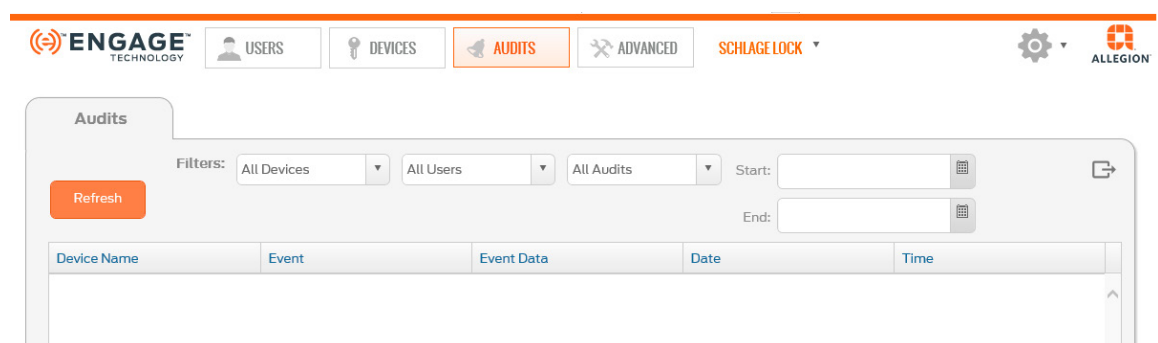 ENGAGE™
TECHNOLOGY
USERS
DEVICES
AUDITS
ADVANCED
SCHLAGE LOCK
ALLEGION
Audits
Filters:
All Devices
All Users
All Audits
Start:
Refresh
End:
Device Name
Event
Event Data
Date
Time